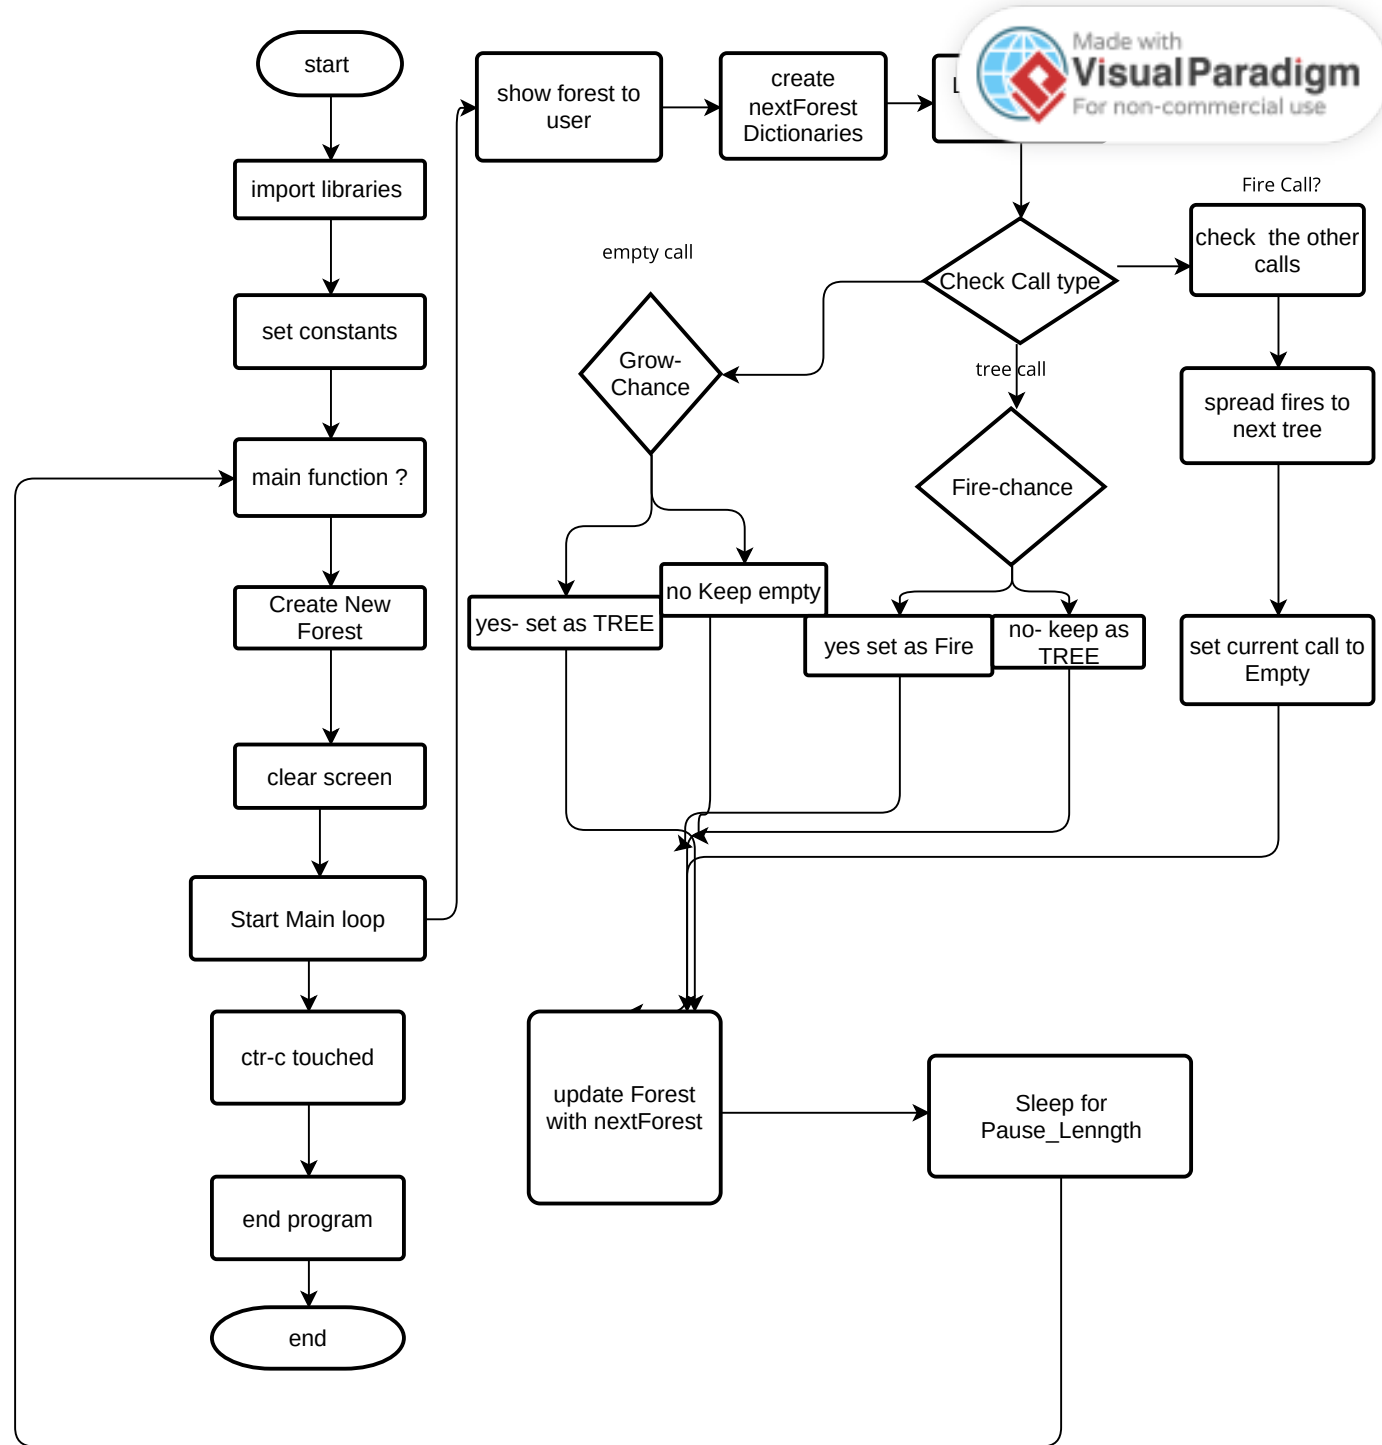 start
import libraries
set constants
main function ?
Create New
Forest
clear screen
Start Main loop
ctr-c touched
end program
end
show forest to
user
create
nextForest
Dictionaries
Made with
Visual Paradigm
For non-commercial use
Check Call type
Fire Call?
check the other
calls
spread fires to
next tree
set current call to
Empty
empty call
Grow-
Chance
yes- set as TREE
no Keep empty
tree call
Fire-chance
yes set as Fire
no- keep as
TREE
update Forest
with nextForest
Sleep for
Pause_Lenngth